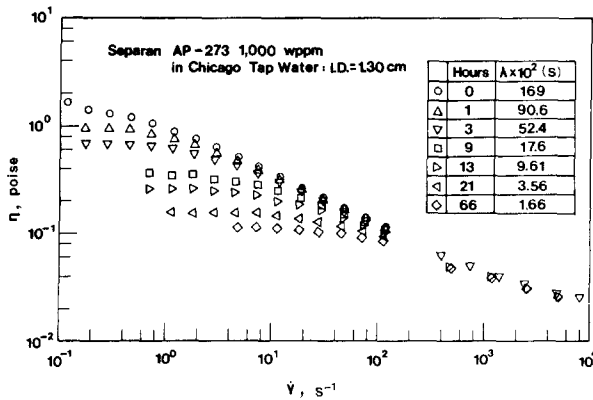 10¹
Separan AP-273 1,000 wppm
in Chicago Tap Water: I.D.=1.30 cm
Hours λ×10² (S)
○ 0 169
△ 1 90.6
▽ 3 52.4
□ 9 17.6
▷ 13 9.61
◁ 21 3.56
◇ 66 1.66
10⁰
η, poise
10⁻¹
10⁻²
10⁻¹ 10⁰ 10¹ 10² 10³ 10
γ̇, S⁻¹